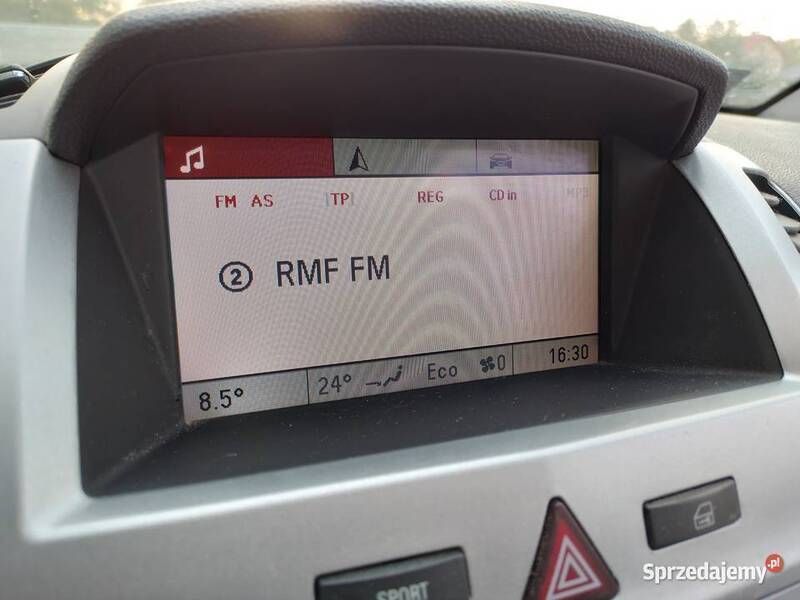 FM AS [TP] REG CD in MP3
2 RMF FM
8.5° 24° Eco 0 16:30
SPORT
Sprzedajemy.pl